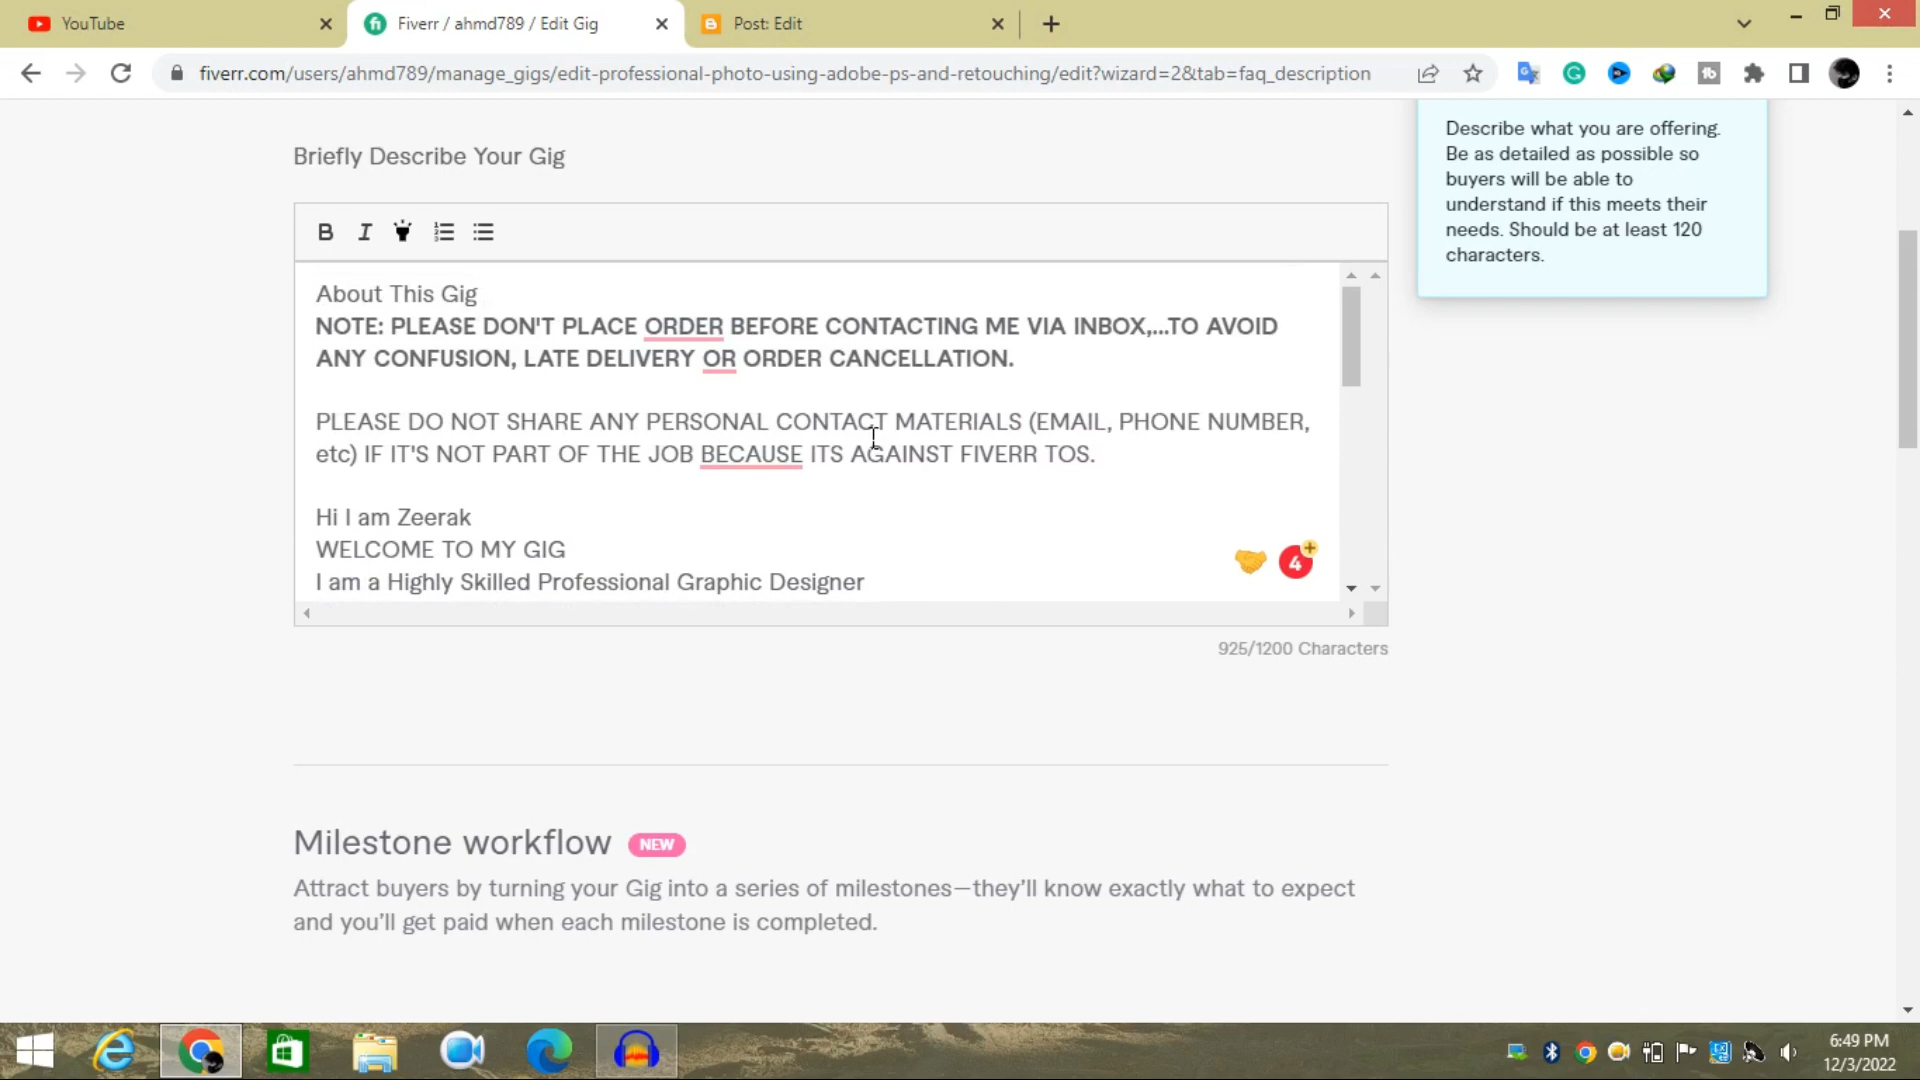 YouTube
Fiverr / ahmd789 / Edit Gig
Post: Edit
fiverr.com/users/ahmd789/manage_gigs/edit-professional-photo-using-adobe-ps-and-retouching/edit?wizard=2&tab=faq_description
Describe what you are offering.
Be as detailed as possible so
buyers will be able to
understand if this meets their
needs. Should be at least 120
characters.
Briefly Describe Your Gig
B I
About This Gig
NOTE: PLEASE DON'T PLACE ORDER BEFORE CONTACTING ME VIA INBOX,...TO AVOID
ANY CONFUSION, LATE DELIVERY OR ORDER CANCELLATION.
PLEASE DO NOT SHARE ANY PERSONAL CONTACT MATERIALS (EMAIL, PHONE NUMBER,
etc) IF IT'S NOT PART OF THE JOB BECAUSE ITS AGAINST FIVERR TOS.
Hi I am Zeerak
WELCOME TO MY GIG
I am a Highly Skilled Professional Graphic Designer
4
925/1200 Characters
Milestone workflow NEW
Attract buyers by turning your Gig into a series of milestones—they'll know exactly what to expect
and you'll get paid when each milestone is completed.
6:49 PM
12/3/2022